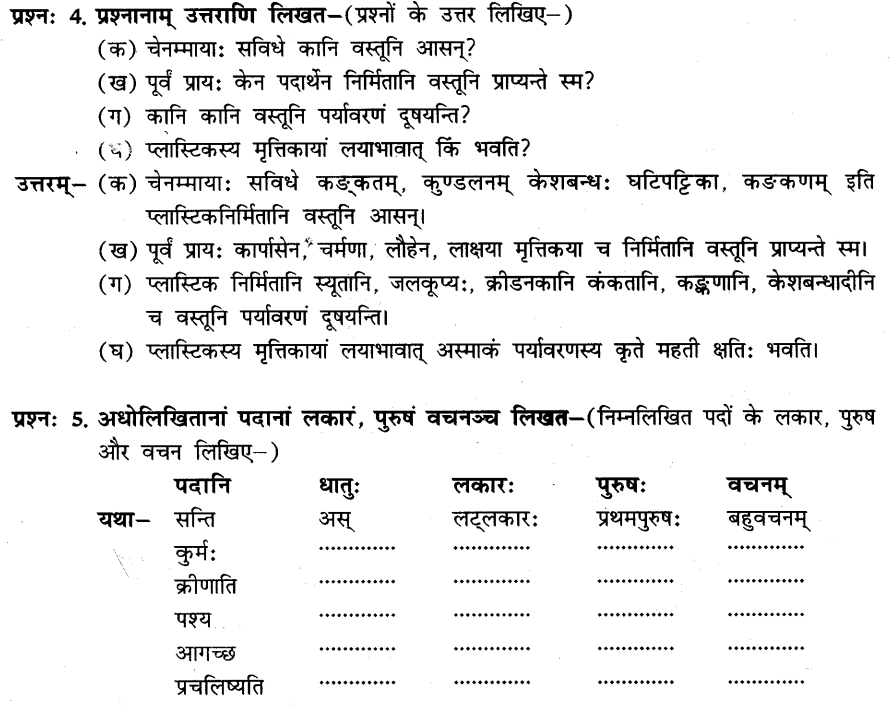 प्रश्नः 4. प्रश्नानाम् उत्तराणि लिखत–(प्रश्नों के उत्तर लिखिए–)
(क) चेनम्मायाः सविधे कानि वस्तूनि आसन्?
(ख) पूर्वं प्रायः केन पदार्थेन निर्मितानि वस्तूनि प्राप्यन्ते स्म?
(ग) कानि कानि वस्तूनि पर्यावरणं दूषयन्ति?
(घ) प्लास्टिकस्य मृत्तिकायां लयाभावात् किं भवति?
उत्तरम्– (क) चेनम्मायाः सविधे कङ्कतम्, कुण्डलनम् केशबन्धः घटिपट्टिका, कङकणम् इति
प्लास्टिकनिर्मितानि वस्तूनि आसन्।
(ख) पूर्वं प्रायः कार्पासेन, चर्मणा, लौहेन, लाक्षया मृत्तिकया च निर्मितानि वस्तूनि प्राप्यन्ते स्म।
(ग) प्लास्टिक निर्मितानि स्यूतानि, जलकूप्यः, क्रीडनकानि कंकतानि, कङ्कणानि, केशबन्धादीनि
च वस्तूनि पर्यावरणं दूषयन्ति।
(घ) प्लास्टिकस्य मृत्तिकायां लयाभावात् अस्माकं पर्यावरणस्य कृते महती क्षतिः भवति।
प्रश्नः 5. अधोलिखितानां पदानां लकारं, पुरुषं वचनञ्च लिखत–(निम्नलिखित पदों के लकार, पुरुष
और वचन लिखिए–)
पदानि धातुः लकारः पुरुषः वचनम्
यथा– सन्ति अस् लट्लकारः प्रथमपुरुषः बहुवचनम्
कुर्मः ............. ............. ............. .............
क्रीणाति ............. ............. ............. .............
पश्य ............. ............. ............. .............
आगच्छ ............. ............. ............. .............
प्रचलिष्यति ............. ............. ............. .............